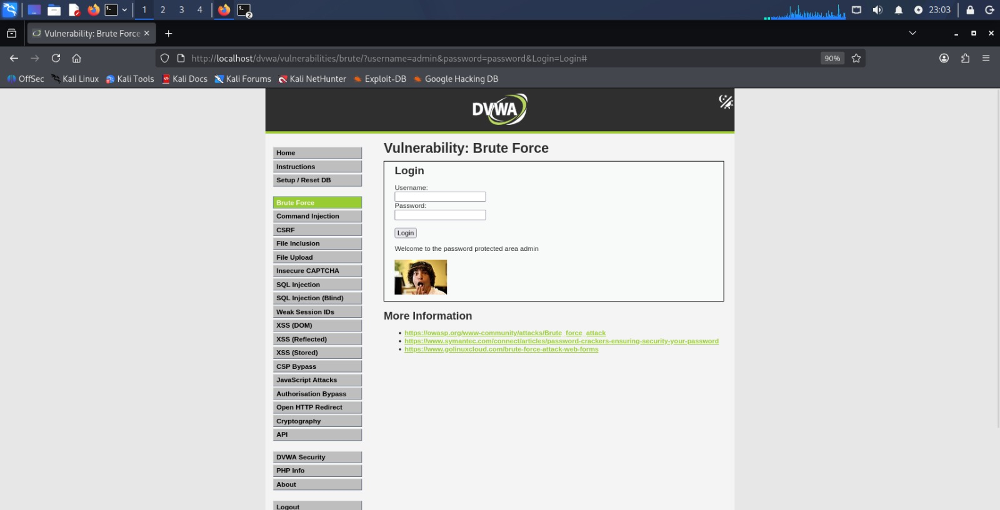 1 2 3 4 2 23:03
Vulnerability: Brute Force
http://localhost/dvwa/vulnerabilities/brute/?username=admin&password=password&Login=Login#
90%
OffSec Kali Linux Kali Tools Kali Docs Kali Forums Kali NetHunter Exploit-DB Google Hacking DB
DVWA
Home
Instructions
Setup / Reset DB
Brute Force
Command Injection
CSRF
File Inclusion
File Upload
Insecure CAPTCHA
SQL Injection
SQL Injection (Blind)
Weak Session IDs
XSS (DOM)
XSS (Reflected)
XSS (Stored)
CSP Bypass
JavaScript Attacks
Authorisation Bypass
Open HTTP Redirect
Cryptography
API
DVWA Security
PHP Info
About
Logout
Vulnerability: Brute Force
Login
Username:
Password:
Login
Welcome to the password protected area admin
More Information
• https://owasp.org/www-community/attacks/Brute_force_attack
• https://www.symantec.com/connect/articles/password-crackers-ensuring-security-your-password
• https://www.golinuxcloud.com/brute-force-attack-web-forms